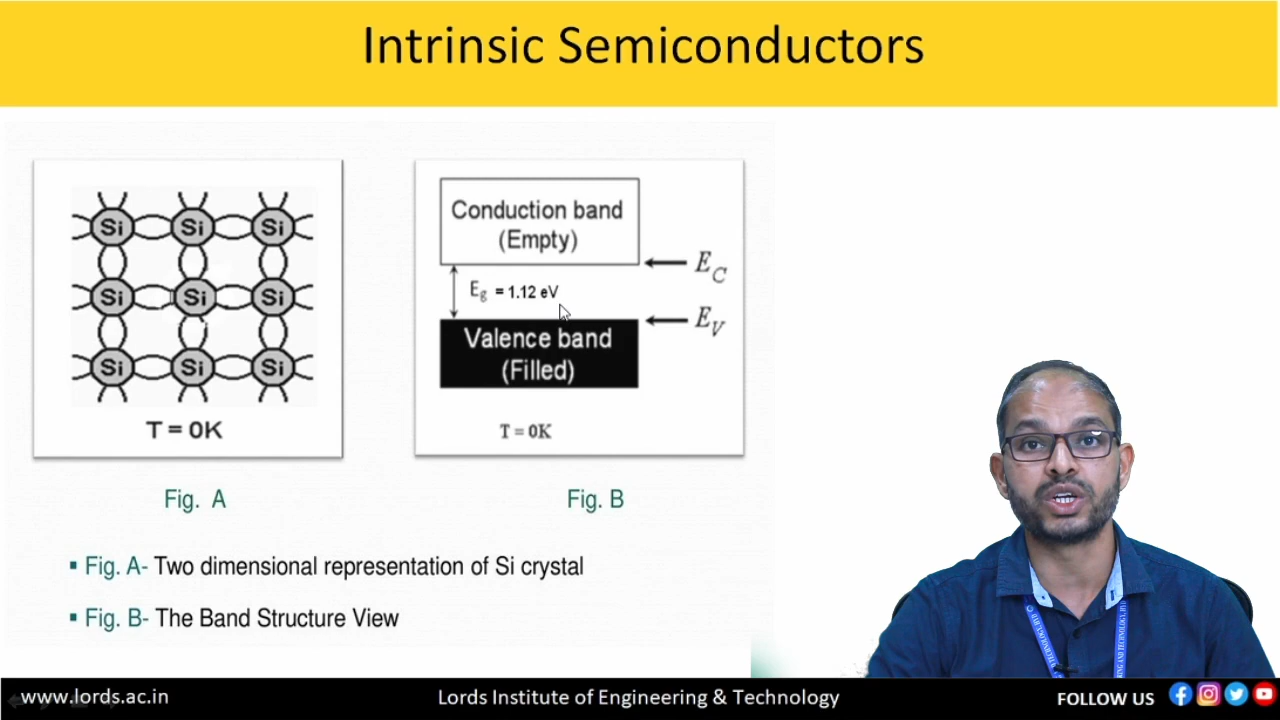 Intrinsic Semiconductors
Si Si Si
Si Si Si
Si Si Si
T = 0K
Conduction band
(Empty)
E_C
E_g = 1.12 eV
E_V
Valence band
(Filled)
T = 0K
Fig. A
Fig. B
▪ Fig. A- Two dimensional representation of Si crystal
▪ Fig. B- The Band Structure View
www.lords.ac.in
Lords Institute of Engineering & Technology
FOLLOW US